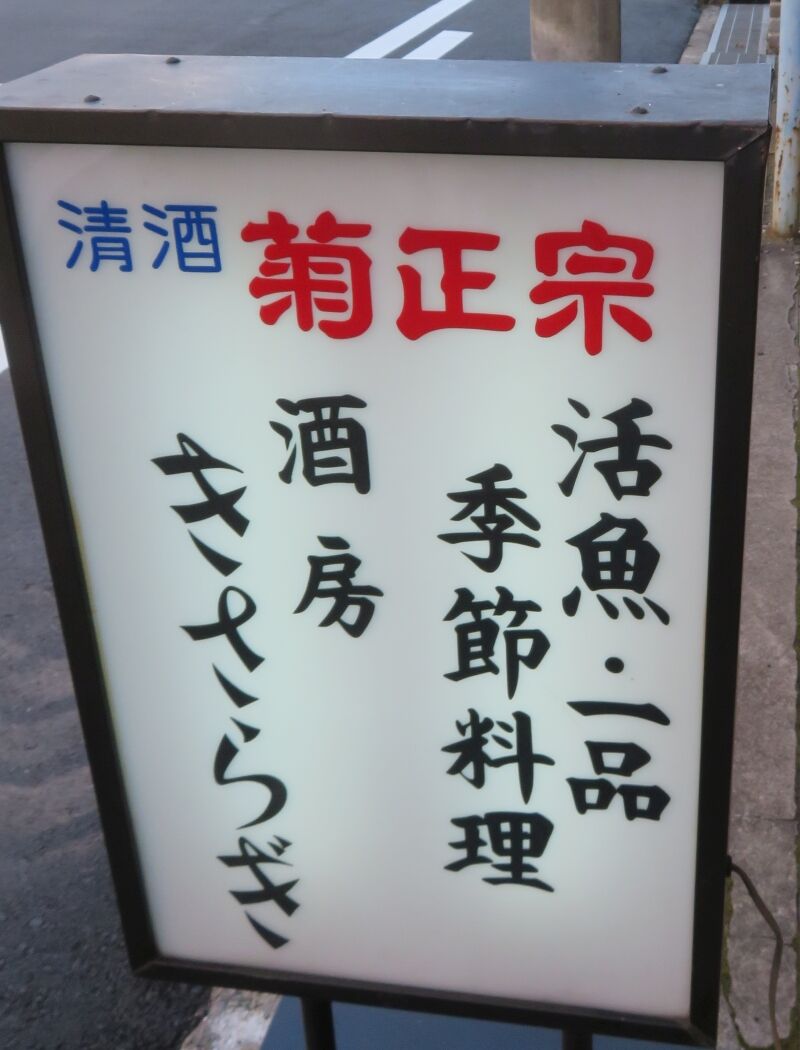 清酒 菊正宗
活魚・一品
季節料理
酒房
きさらぎ